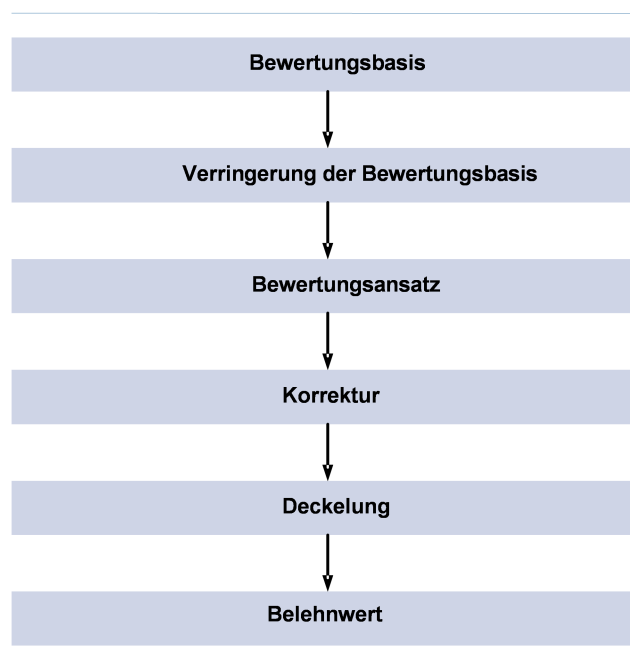 Bewertungsbasis
Verringerung der Bewertungsbasis
Bewertungsansatz
Korrektur
Deckelung
Belehnwert